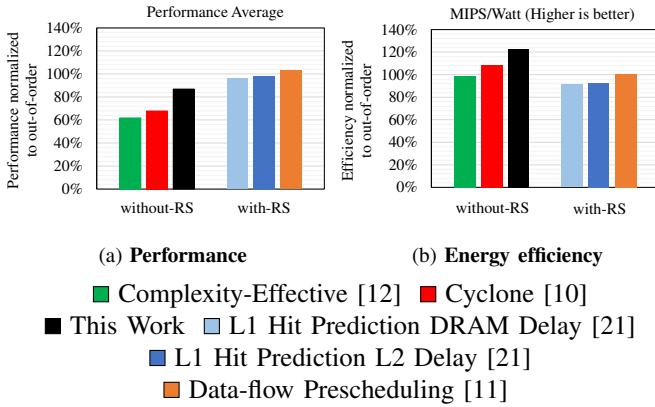 Performance Average
Performance normalized
to out-of-order
140%
120%
100%
80%
60%
40%
20%
0%
without-RS
with-RS
(a) Performance
MIPS/Watt (Higher is better)
Efficiency normalized
to out-of-order
140%
120%
100%
80%
60%
40%
20%
0%
without-RS
with-RS
(b) Energy efficiency
Complexity-Effective [12] Cyclone [10]
This Work L1 Hit Prediction DRAM Delay [21]
L1 Hit Prediction L2 Delay [21]
Data-flow Prescheduling [11]